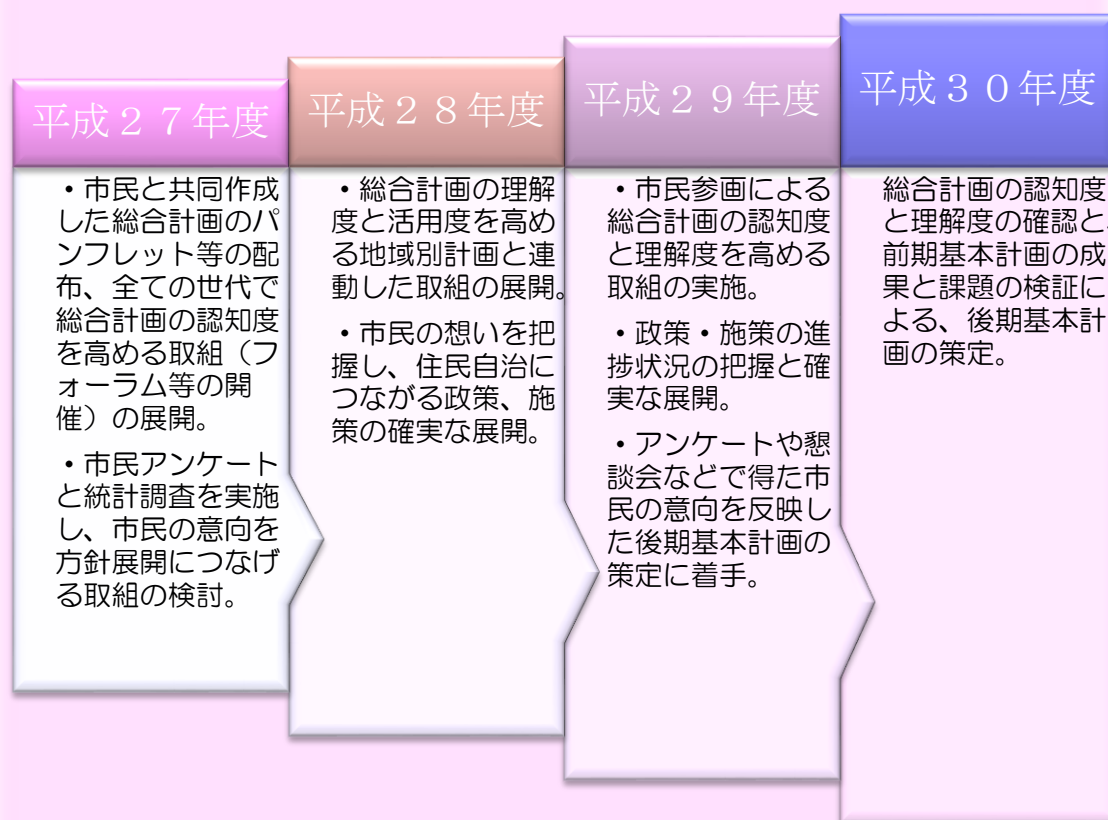 平成２７年度
・市民と共同作成
した総合計画のパ
ンフレット等の配
布、全ての世代で
総合計画の認知度
を高める取組（フ
ォーラム等の開
催）の展開。
・市民アンケート
と統計調査を実施
し、市民の意向を
方針展開につなげ
る取組の検討。
平成２８年度
・総合計画の理解
度と活用度を高め
る地域別計画と連
動した取組の展開。
・市民の想いを把
握し、住民自治に
つながる政策、施
策の確実な展開。
平成２９年度
・市民参画による
総合計画の認知度
と理解度を高める
取組の実施。
・政策・施策の進
捗状況の把握と確
実な展開。
・アンケートや懇
談会などで得た市
民の意向を反映し
た後期基本計画の
策定に着手。
平成３０年度
総合計画の認知度
と理解度の確認と
前期基本計画の成
果と課題の検証に
よる、後期基本計
画の策定。